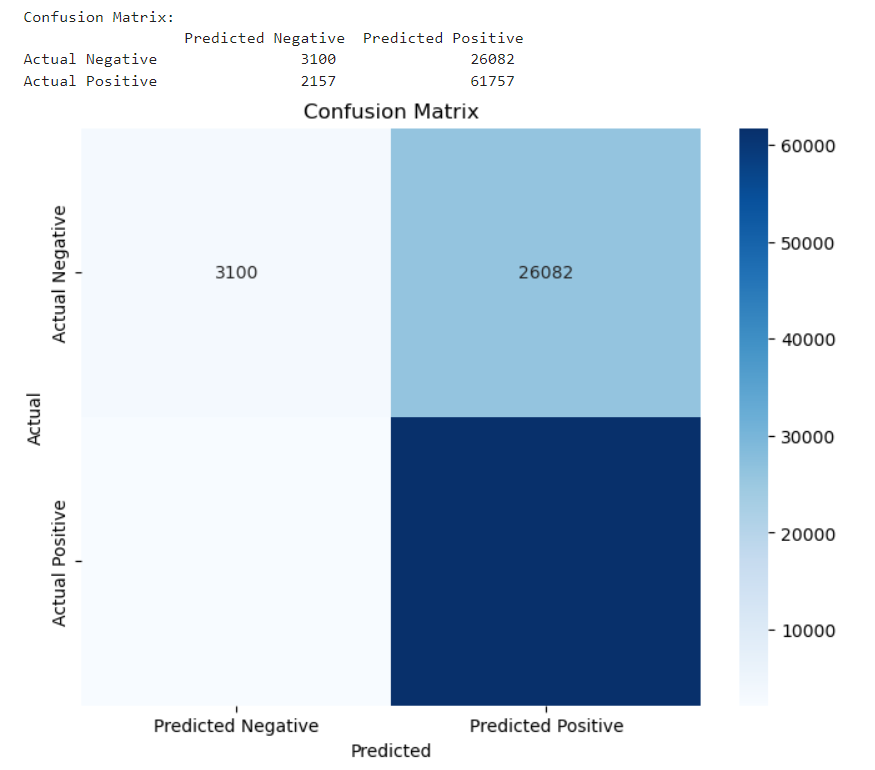 Confusion Matrix:
Predicted Negative Predicted Positive
Actual Negative 3100 26082
Actual Positive 2157 61757
Confusion Matrix
60000
50000
40000
30000
20000
10000
Actual Negative
3100 26082
Actual
Actual Positive
Predicted Negative Predicted Positive
Predicted